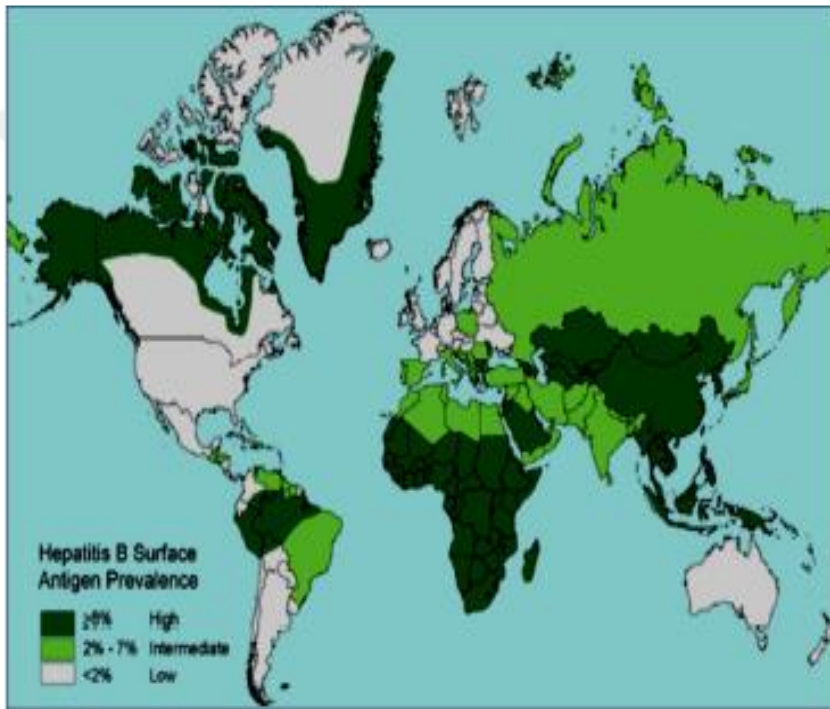 Hepatitis B Surface
Antigen Prevalence
≥8% High
2% - 7% Intermediate
<2% Low